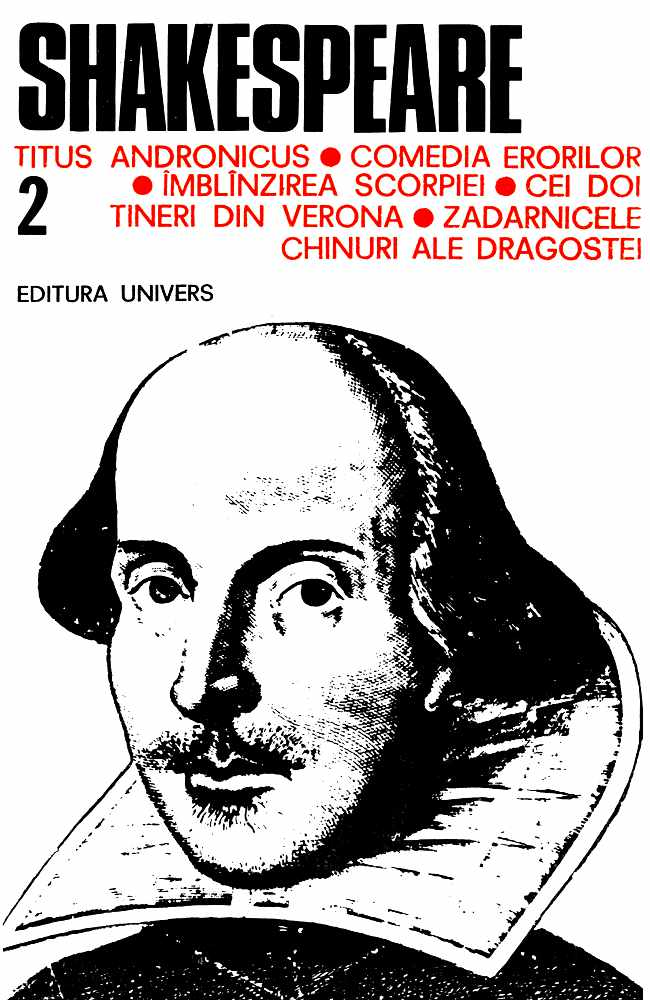 SHAKESPEARE
TITUS ANDRONICUS ● COMEDIA ERORILOR
● ÎMBLÎNZIREA SCORPIEI ● CEI DOI
2 TINERI DIN VERONA ● ZADARNICELE
CHINURI ALE DRAGOSTEI
EDITURA UNIVERS